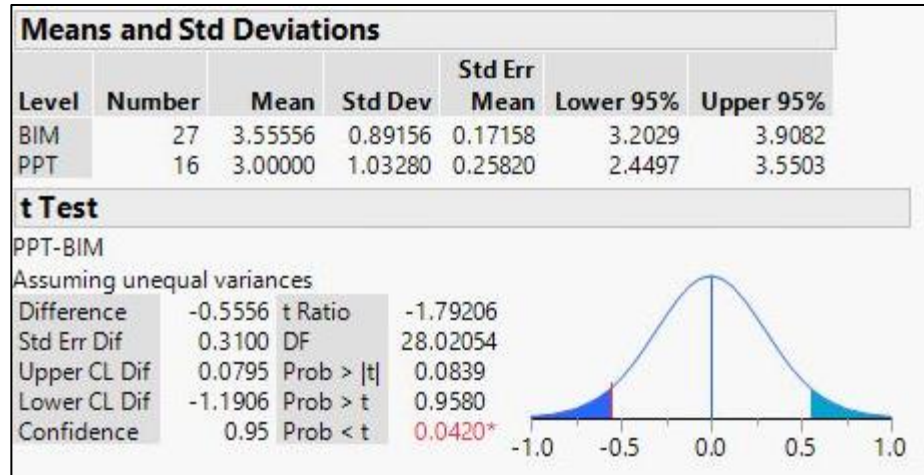 Means and Std Deviations
Std Err
Level Number Mean Std Dev Mean Lower 95% Upper 95%
BIM 27 3.55556 0.89156 0.17158 3.2029 3.9082
PPT 16 3.00000 1.03280 0.25820 2.4497 3.5503
t Test
PPT-BIM
Assuming unequal variances
Difference -0.5556 t Ratio -1.79206
Std Err Dif 0.3100 DF 28.02054
Upper CL Dif 0.0795 Prob > |t| 0.0839
Lower CL Dif -1.1906 Prob > t 0.9580
Confidence 0.95 Prob < t 0.0420*
-1.0 -0.5 0.0 0.5 1.0